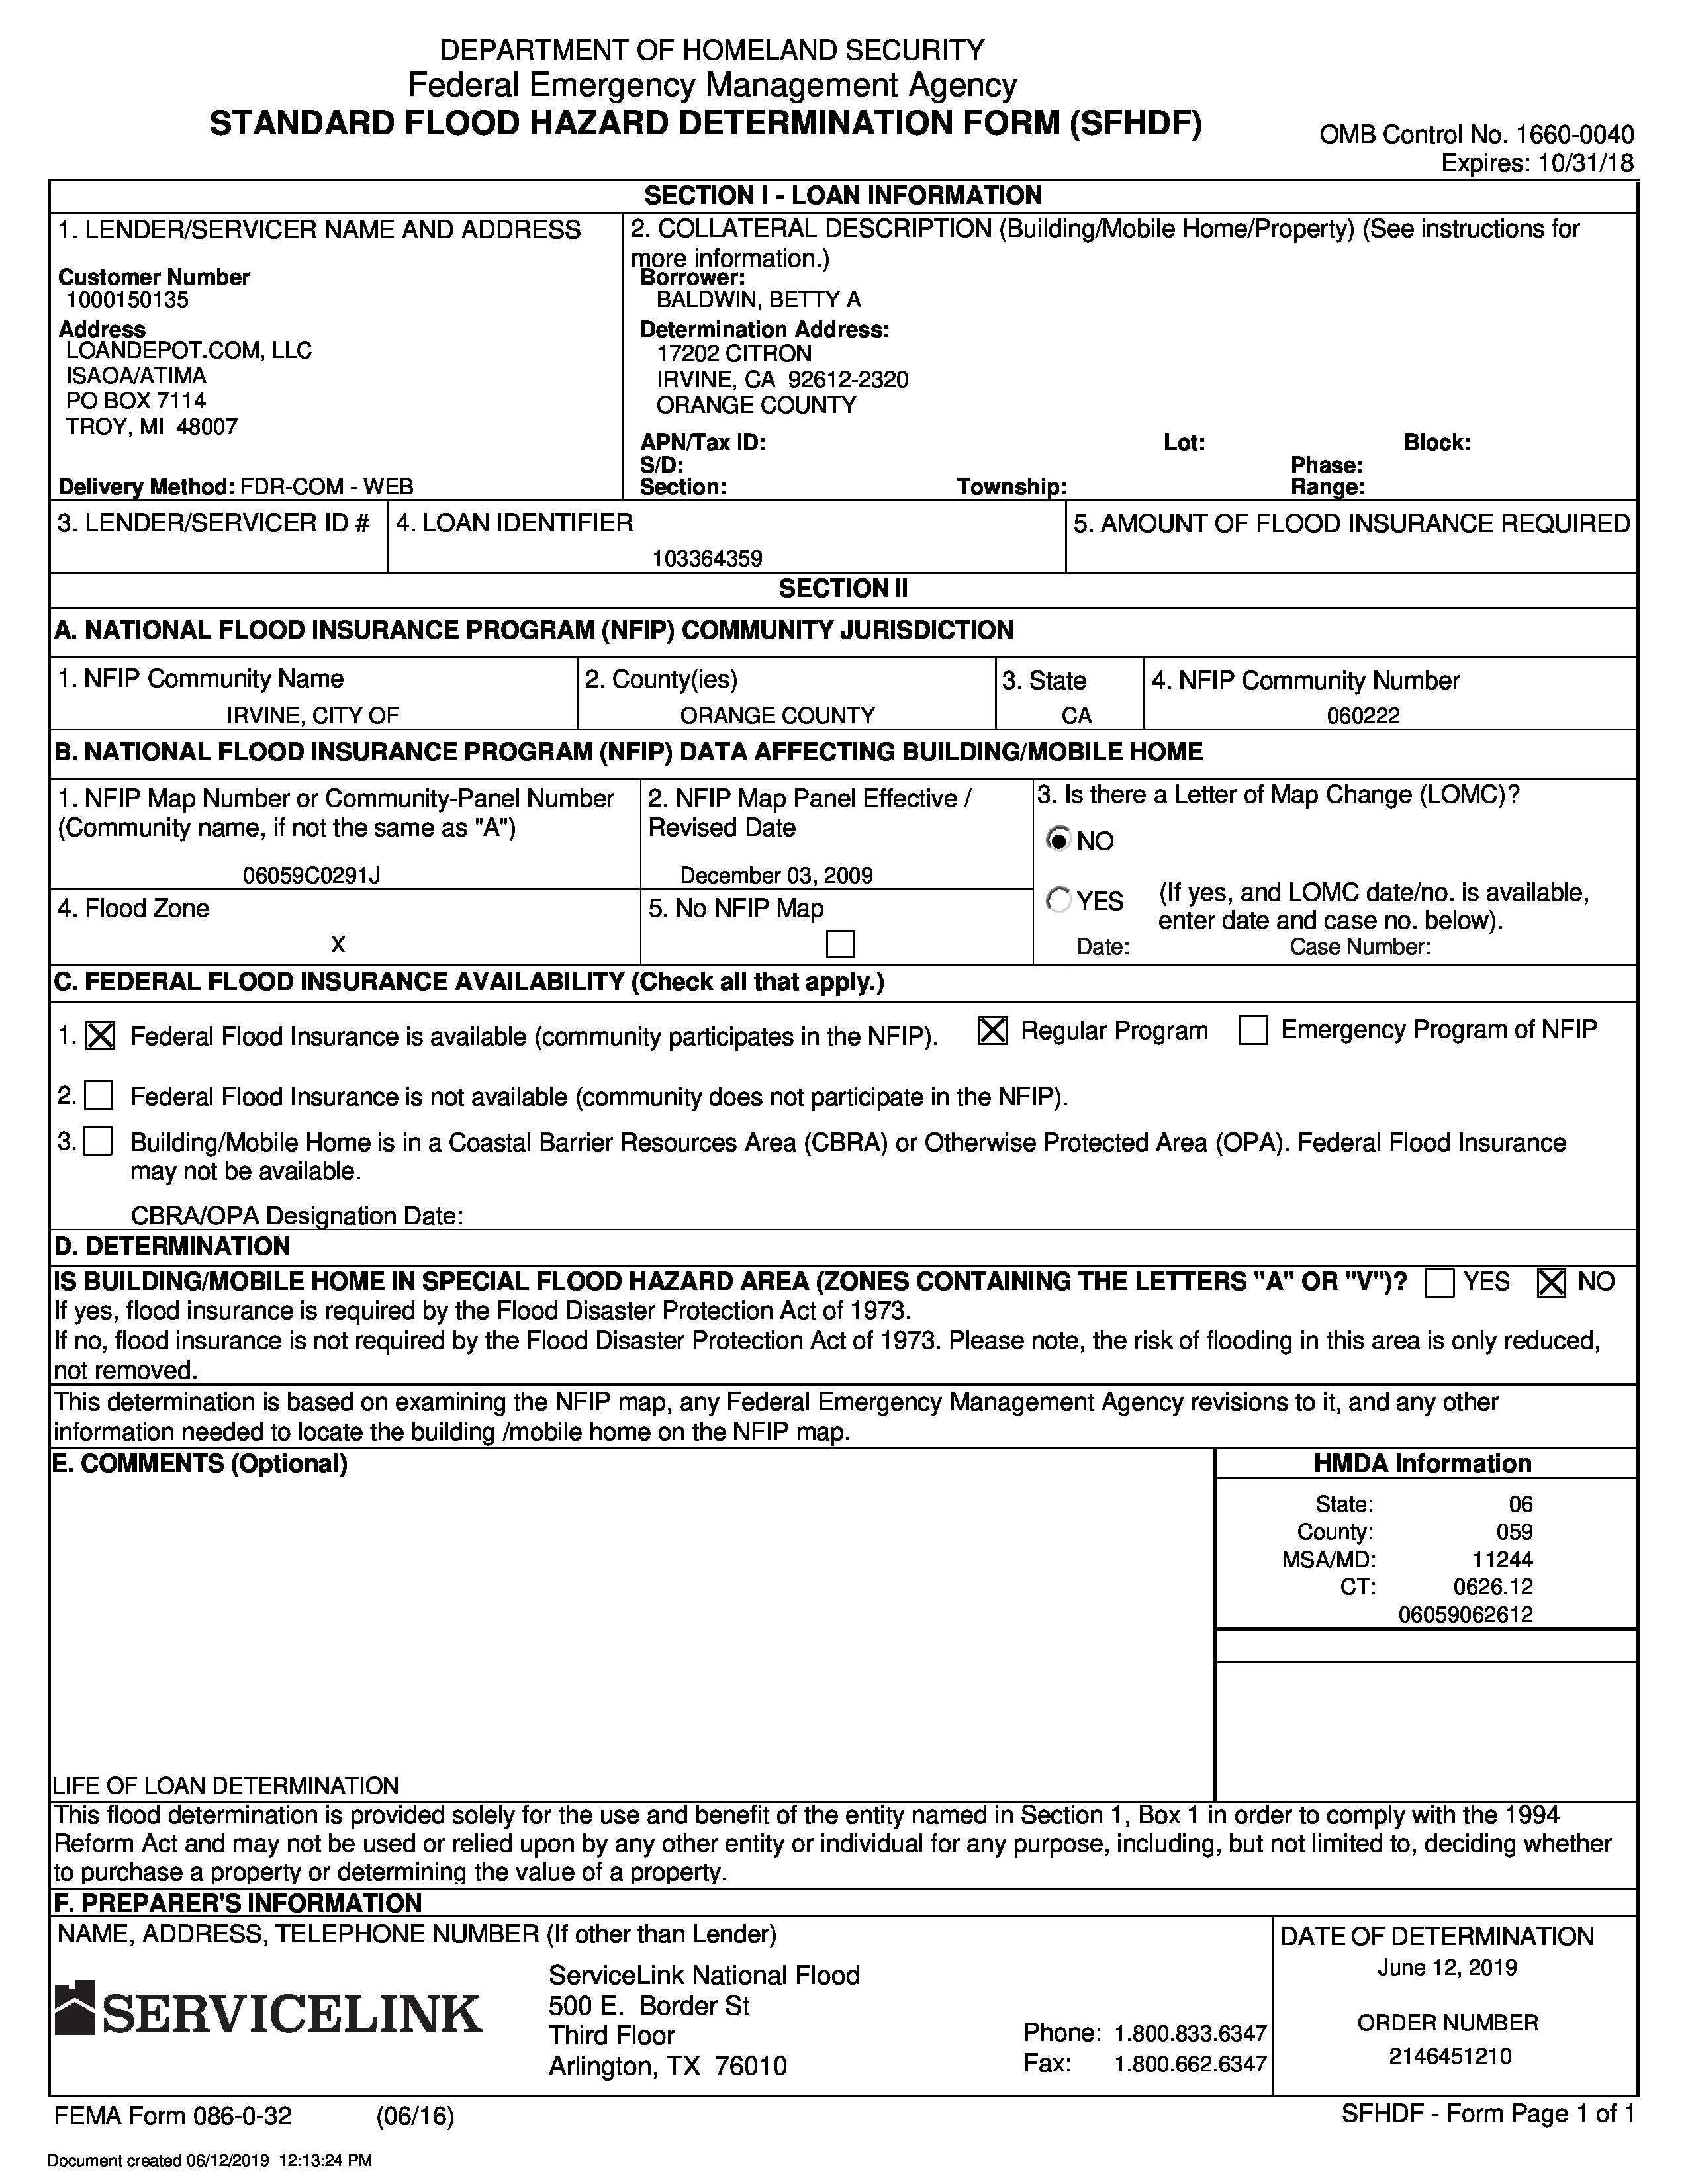 DEPARTMENT OF HOMELAND SECURITY
Federal Emergency Management Agency
STANDARD FLOOD HAZARD DETERMINATION FORM (SFHDF)
OMB Control No. 1660-0040
Expires: 10/31/18
SECTION I - LOAN INFORMATION
1. LENDER/SERVICER NAME AND ADDRESS
Customer Number
1000150135
Address
LOANDEPOT.COM, LLC
ISAOA/ATIMA
PO BOX 7114
TROY, MI 48007
Delivery Method: FDR-COM - WEB
2. COLLATERAL DESCRIPTION (Building/Mobile Home/Property) (See instructions for
more information.)
Borrower:
BALDWIN, BETTY A
Determination Address:
17202 CITRON
IRVINE, CA 92612-2320
ORANGE COUNTY
APN/Tax ID: Lot: Block:
S/D: Phase:
Section: Township: Range:
3. LENDER/SERVICER ID #
4. LOAN IDENTIFIER
103364359
5. AMOUNT OF FLOOD INSURANCE REQUIRED
SECTION II
A. NATIONAL FLOOD INSURANCE PROGRAM (NFIP) COMMUNITY JURISDICTION
1. NFIP Community Name
IRVINE, CITY OF
2. County(ies)
ORANGE COUNTY
3. State
CA
4. NFIP Community Number
060222
B. NATIONAL FLOOD INSURANCE PROGRAM (NFIP) DATA AFFECTING BUILDING/MOBILE HOME
1. NFIP Map Number or Community-Panel Number
(Community name, if not the same as "A")
06059C0291J
2. NFIP Map Panel Effective /
Revised Date
December 03, 2009
3. Is there a Letter of Map Change (LOMC)?
NO
YES (If yes, and LOMC date/no. is available,
enter date and case no. below).
Date: Case Number:
4. Flood Zone
X
5. No NFIP Map
C. FEDERAL FLOOD INSURANCE AVAILABILITY (Check all that apply.)
1. X Federal Flood Insurance is available (community participates in the NFIP). X Regular Program Emergency Program of NFIP
2. Federal Flood Insurance is not available (community does not participate in the NFIP).
3. Building/Mobile Home is in a Coastal Barrier Resources Area (CBRA) or Otherwise Protected Area (OPA). Federal Flood Insurance
may not be available.
CBRA/OPA Designation Date:
D. DETERMINATION
IS BUILDING/MOBILE HOME IN SPECIAL FLOOD HAZARD AREA (ZONES CONTAINING THE LETTERS "A" OR "V")? YES X NO
If yes, flood insurance is required by the Flood Disaster Protection Act of 1973.
If no, flood insurance is not required by the Flood Disaster Protection Act of 1973. Please note, the risk of flooding in this area is only reduced,
not removed.
This determination is based on examining the NFIP map, any Federal Emergency Management Agency revisions to it, and any other
information needed to locate the building /mobile home on the NFIP map.
E. COMMENTS (Optional)
HMDA Information
State: 06
County: 059
MSA/MD: 11244
CT: 0626.12
06059062612
LIFE OF LOAN DETERMINATION
This flood determination is provided solely for the use and benefit of the entity named in Section 1, Box 1 in order to comply with the 1994
Reform Act and may not be used or relied upon by any other entity or individual for any purpose, including, but not limited to, deciding whether
to purchase a property or determining the value of a property.
F. PREPARER'S INFORMATION
NAME, ADDRESS, TELEPHONE NUMBER (If other than Lender)
SERVICELINK
ServiceLink National Flood
500 E. Border St
Third Floor
Arlington, TX 76010
Phone: 1.800.833.6347
Fax: 1.800.662.6347
DATE OF DETERMINATION
June 12, 2019
ORDER NUMBER
2146451210
FEMA Form 086-0-32 (06/16)
SFHDF - Form Page 1 of 1
Document created 06/12/2019 12:13:24 PM